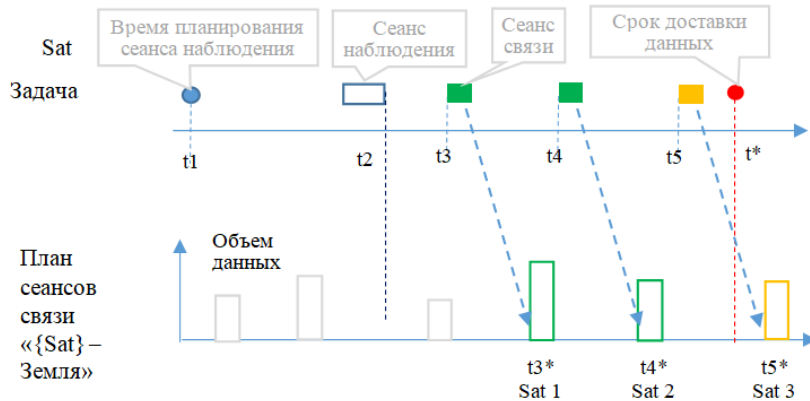 Время планирования
сеанса наблюдения
Сеанс
наблюдения
Сеанс
связи
Срок доставки
данных
Sat
Задача
t1
t2
t3
t4
t5
t*
План
сеансов
связи
«{Sat} –
Земля»
Объем
данных
t3*
Sat 1
t4*
Sat 2
t5*
Sat 3